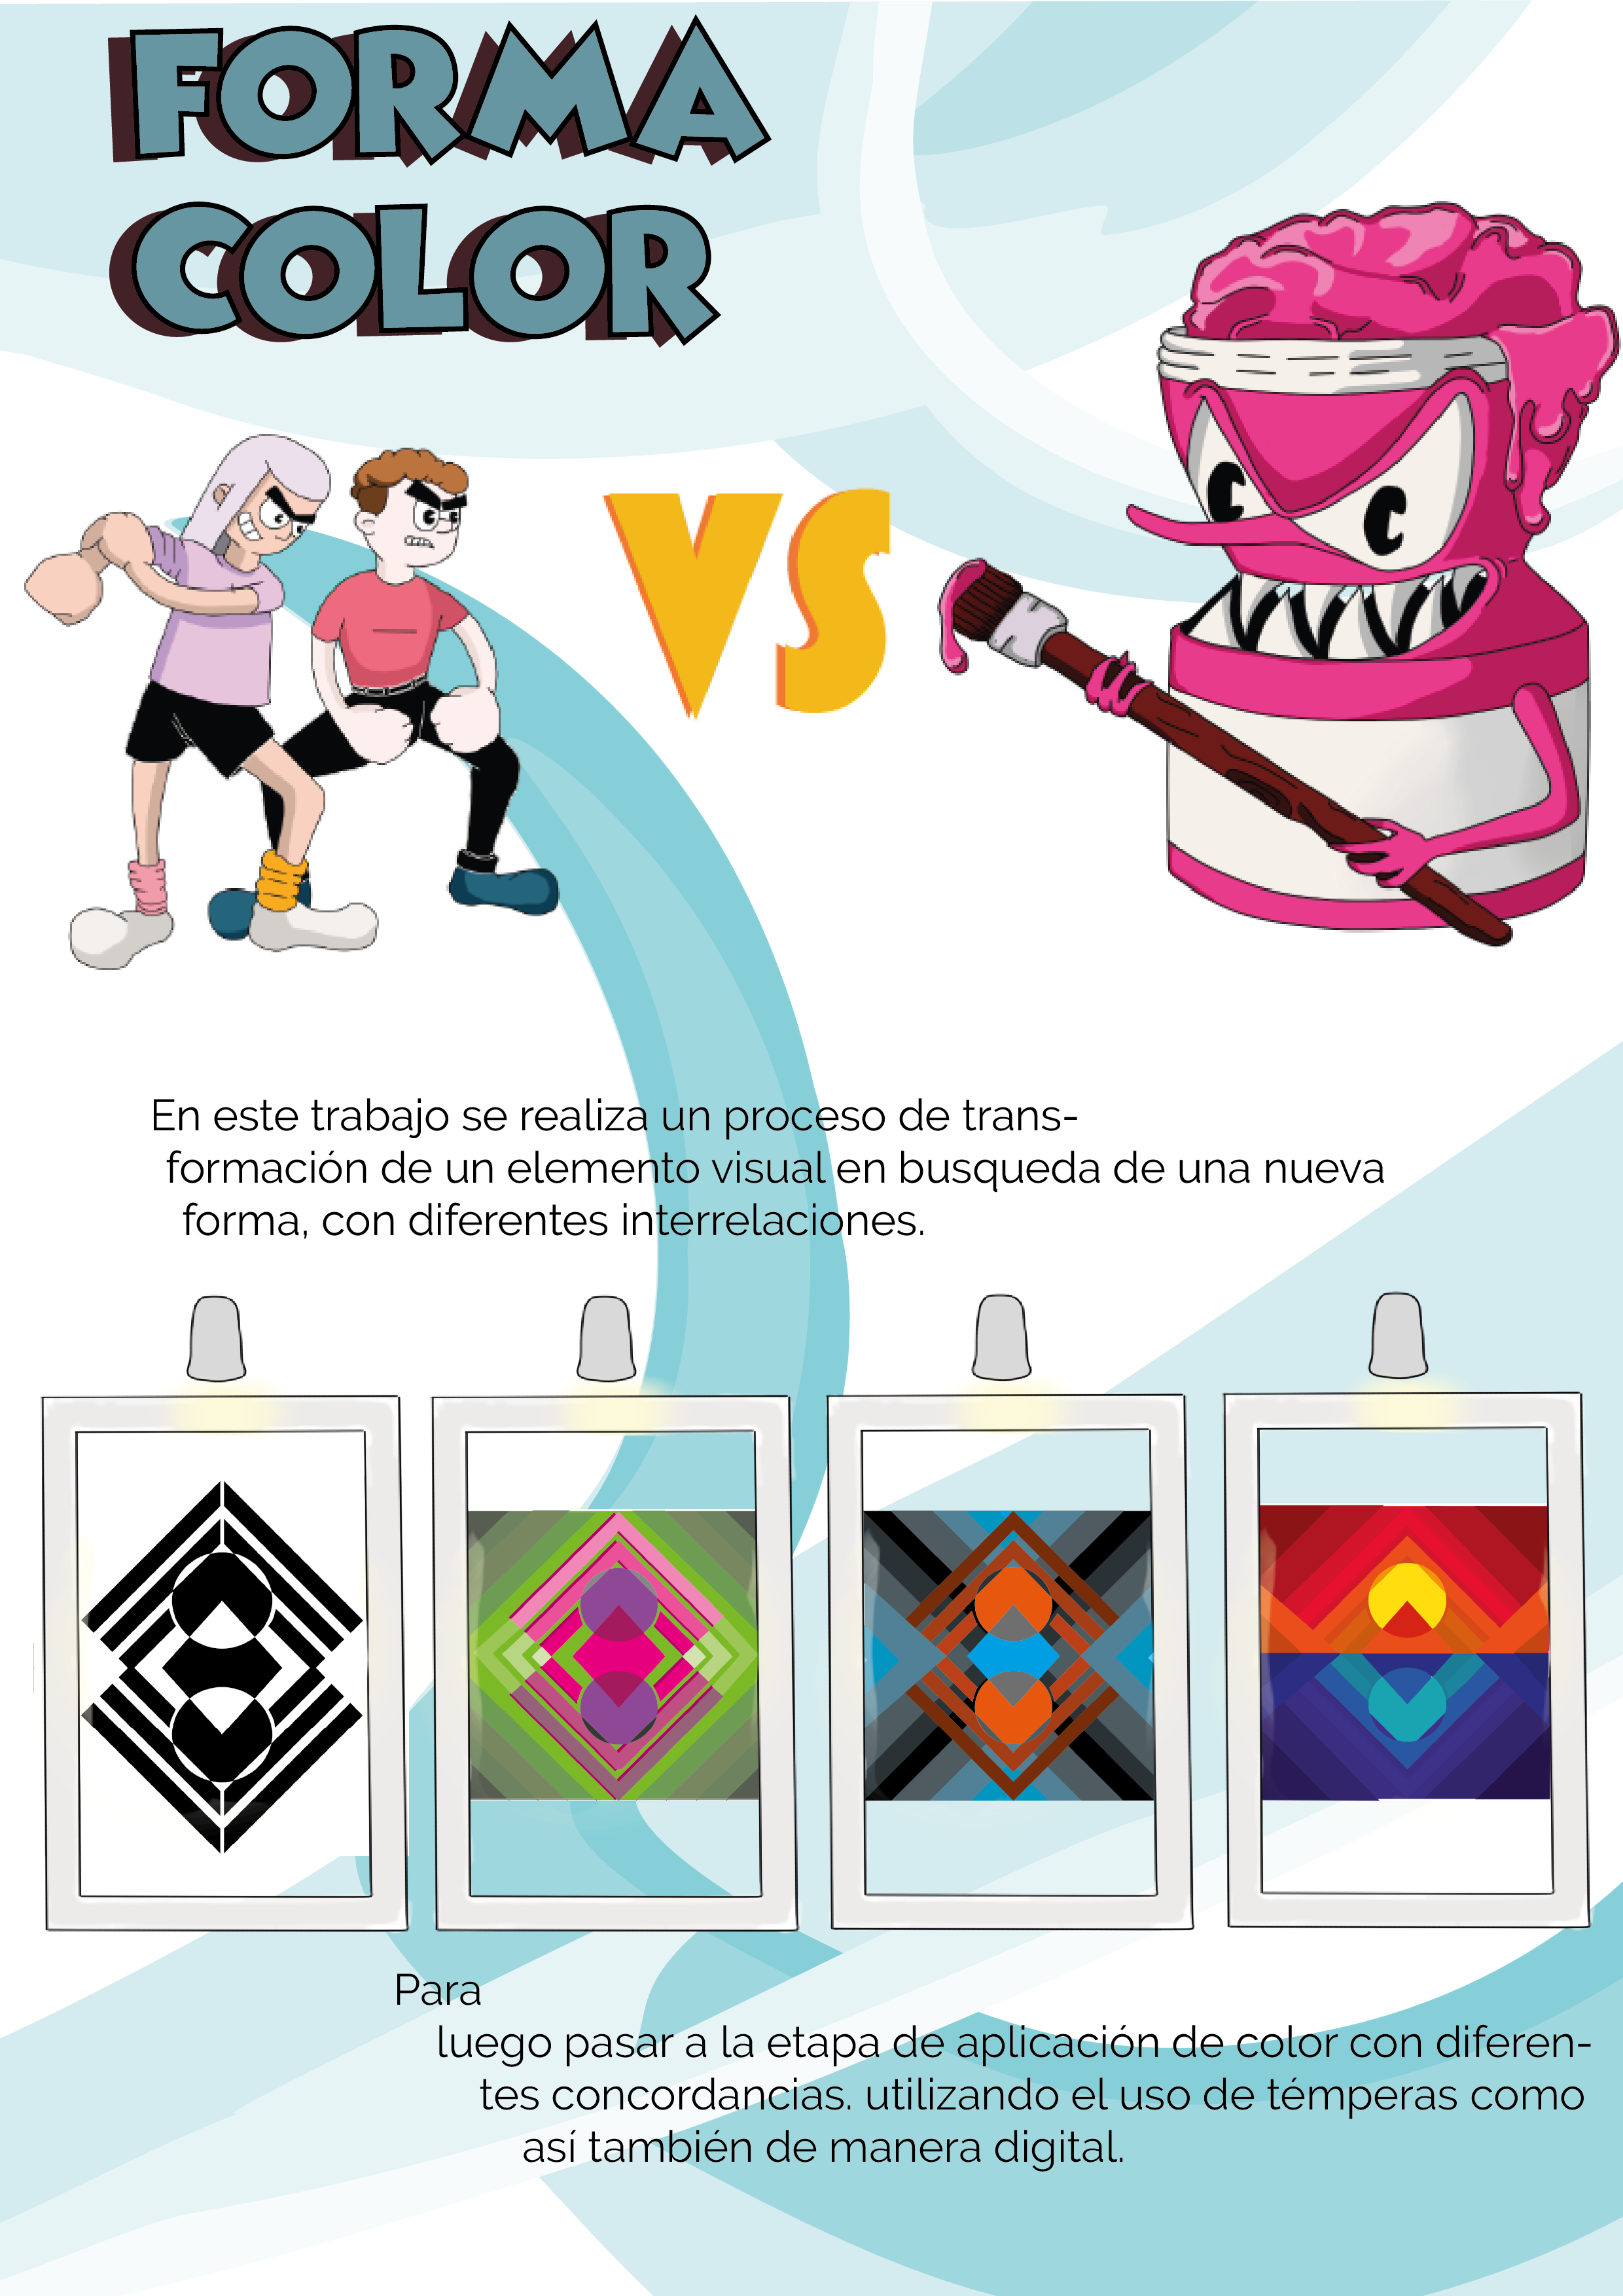 FORMA
COLOR
VS
En este trabajo se realiza un proceso de trans-
formación de un elemento visual en busqueda de una nueva
forma, con diferentes interrelaciones.
Para
luego pasar a la etapa de aplicación de color con diferen-
tes concordancias. utilizando el uso de témperas como
así también de manera digital.